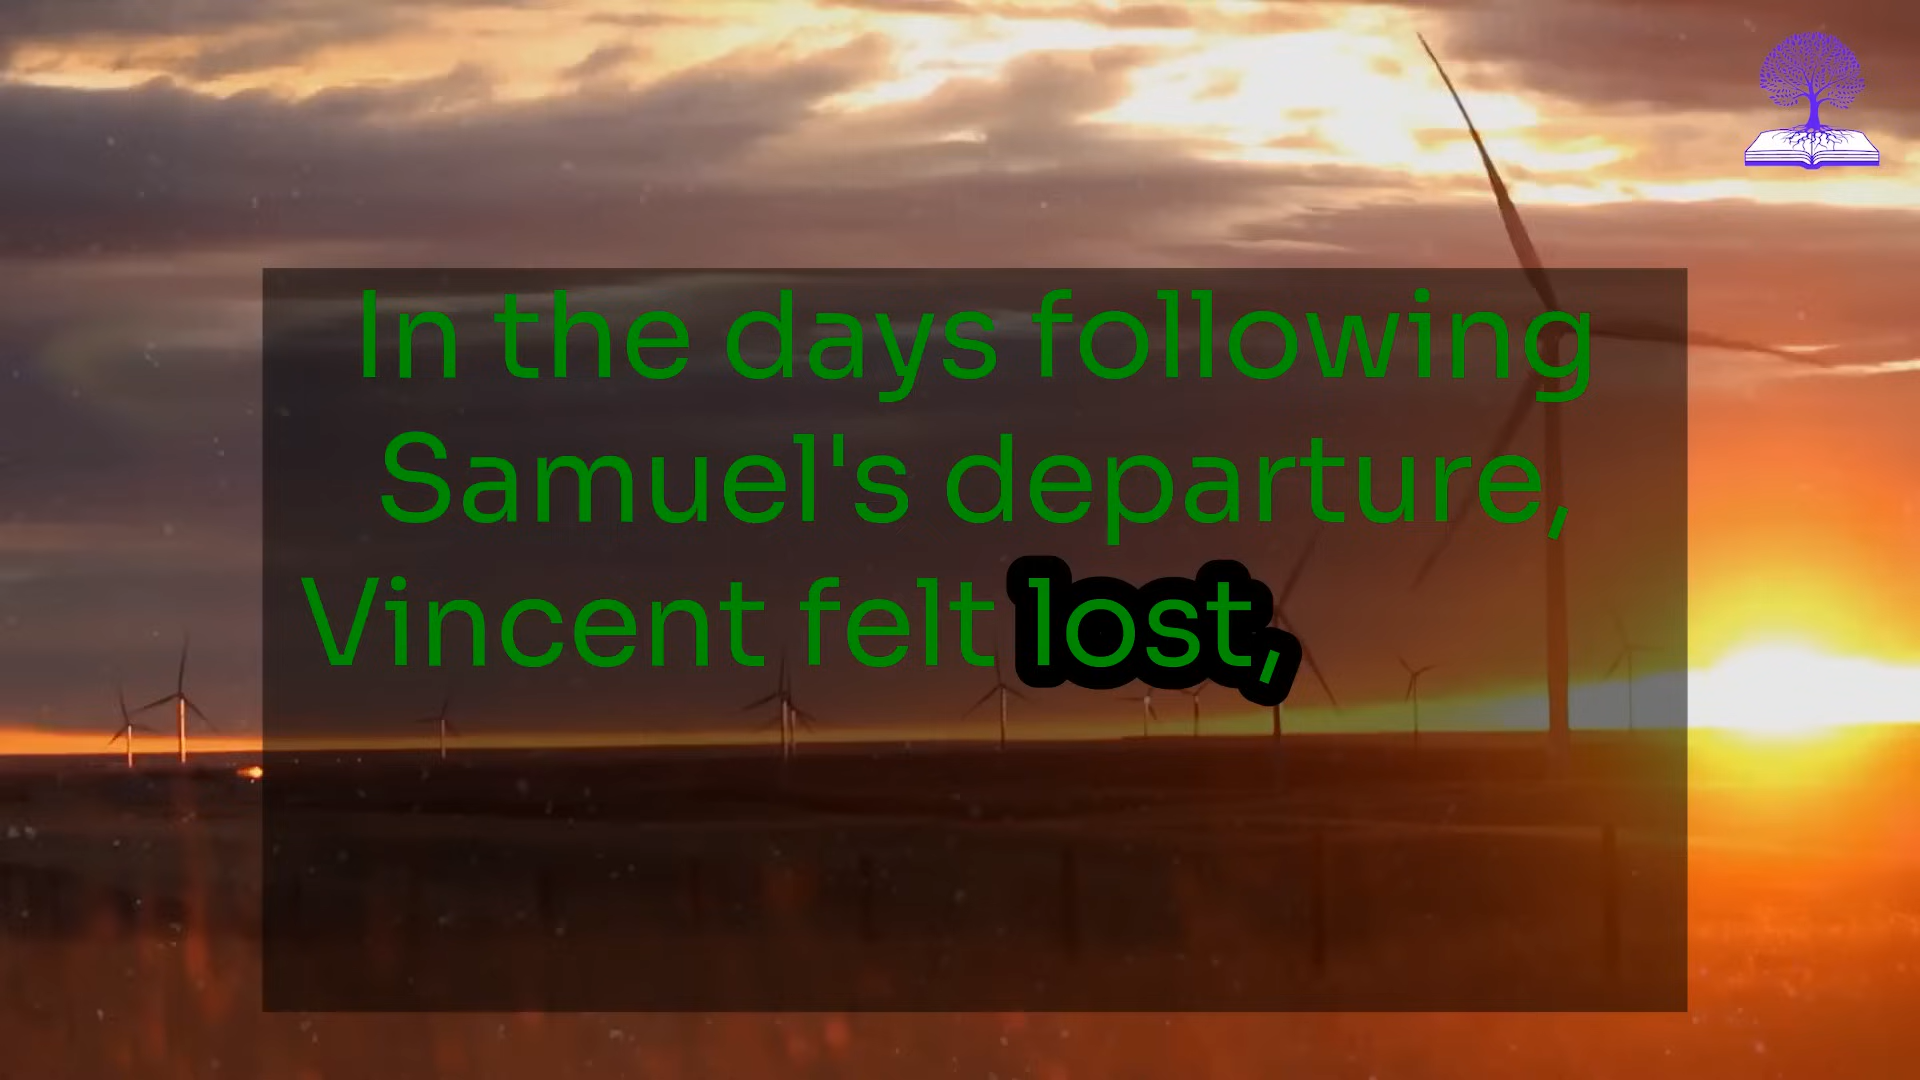 In the days following
Samuel's departure,
Vincent felt lost,